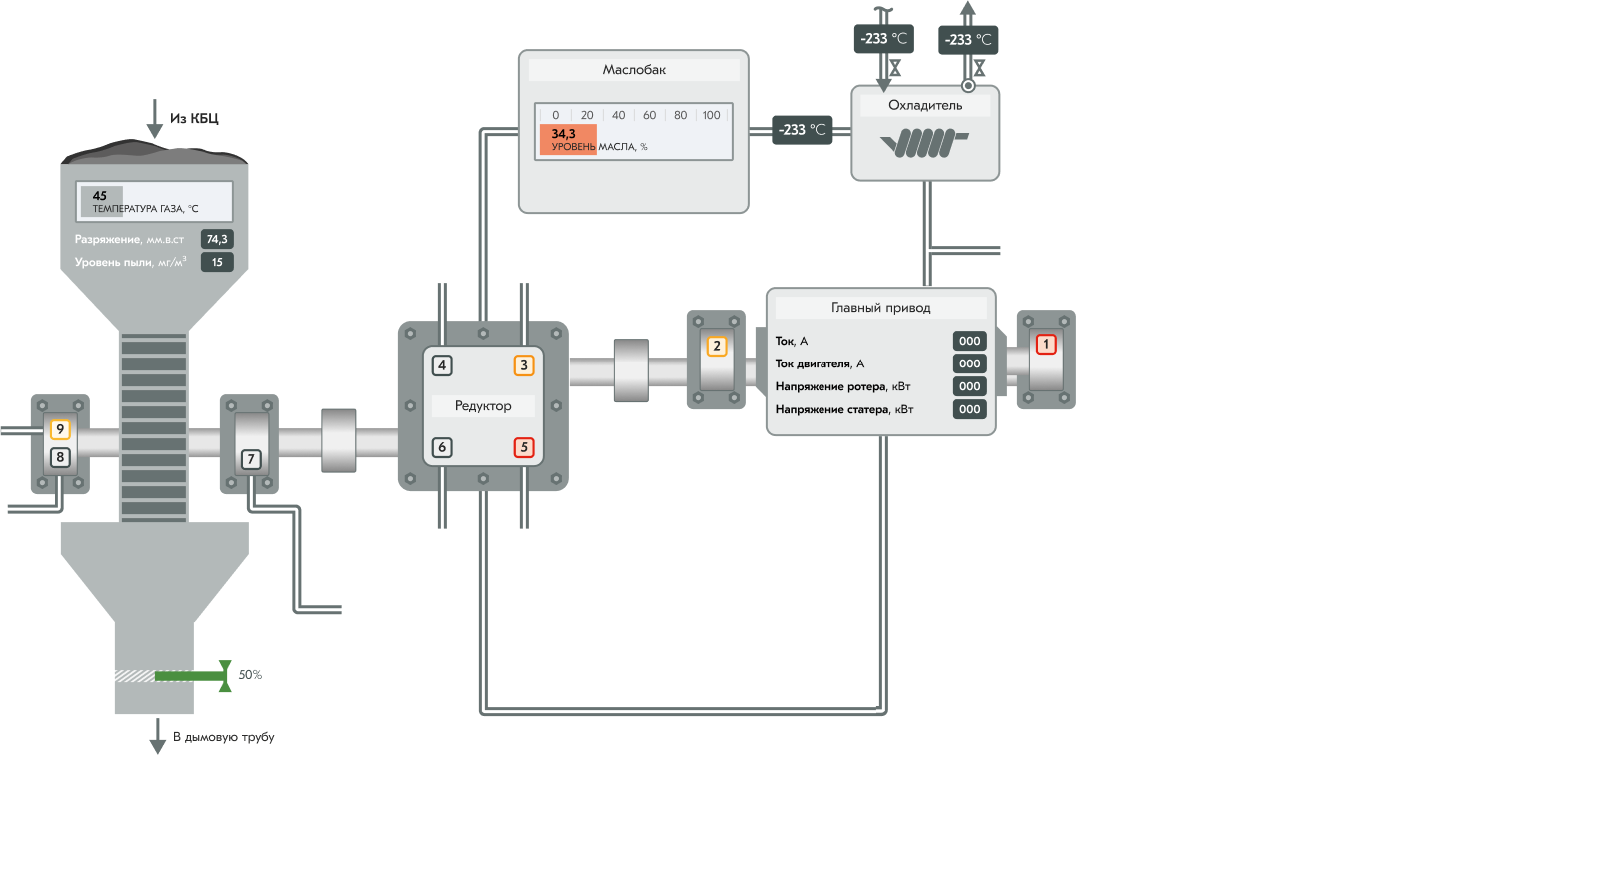 -233 °C
-233 °C
Маслобак
0 20 40 60 80 100
34,3
УРОВЕНЬ МАСЛА, %
-233 °C
Охладитель
Из КБЦ
45
ТЕМПЕРАТУРА ГАЗА, °С
Разряжение, мм.в.ст 74,3
Уровень пыли, мг/м³ 15
Главный привод
Ток, А 000
Ток двигателя, А 000
Напряжение ротера, кВт 000
Напряжение статера, кВт 000
1
2
4
3
Редуктор
6
5
9
8
7
50%
В дымовую трубу